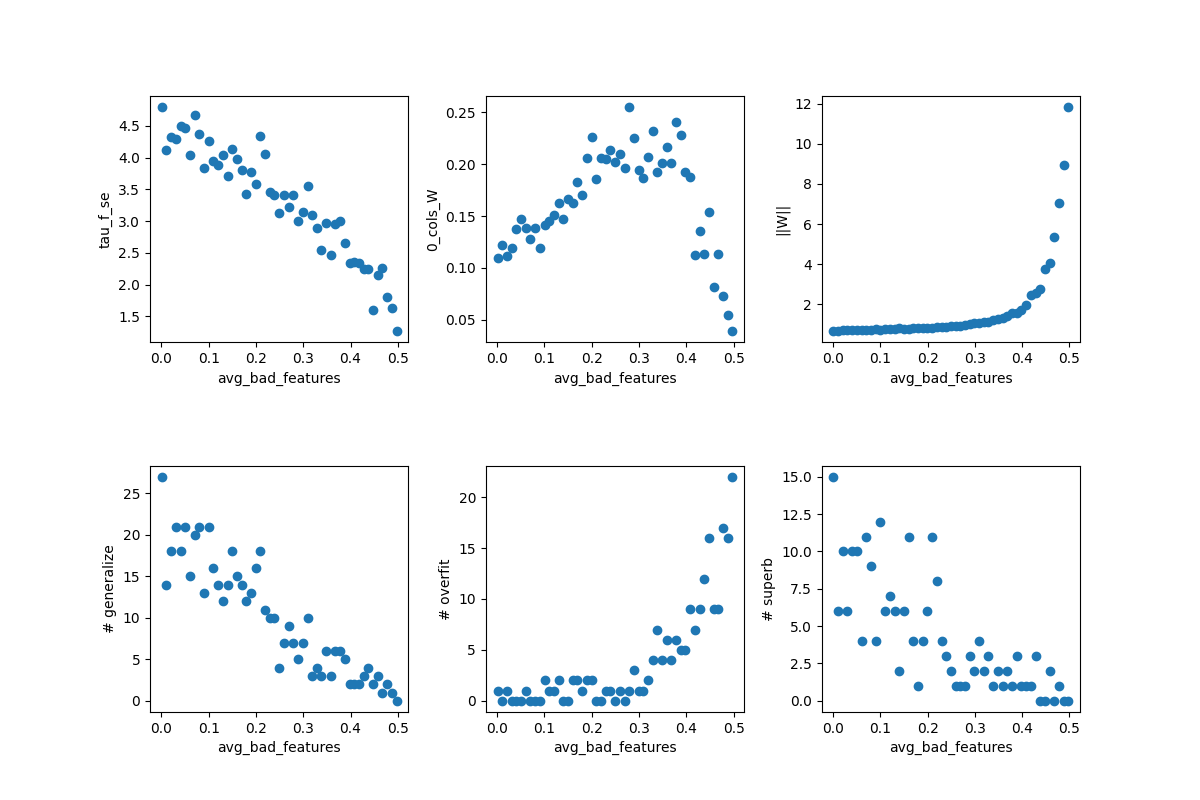 tau_f_se
4.5
4.0
3.5
3.0
2.5
2.0
1.5
0.0 0.1 0.2 0.3 0.4 0.5
avg_bad_features
0_cols_W
0.25
0.20
0.15
0.10
0.05
0.0 0.1 0.2 0.3 0.4 0.5
avg_bad_features
||W||
12
10
8
6
4
2
0.0 0.1 0.2 0.3 0.4 0.5
avg_bad_features
# generalize
25
20
15
10
5
0
0.0 0.1 0.2 0.3 0.4 0.5
avg_bad_features
# overfit
20
15
10
5
0
0.0 0.1 0.2 0.3 0.4 0.5
avg_bad_features
# superb
15.0
12.5
10.0
7.5
5.0
2.5
0.0
0.0 0.1 0.2 0.3 0.4 0.5
avg_bad_features